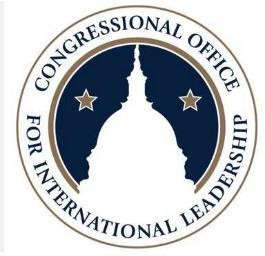 CONGRESSIONAL OFFICE
FOR INTERNATIONAL LEADERSHIP